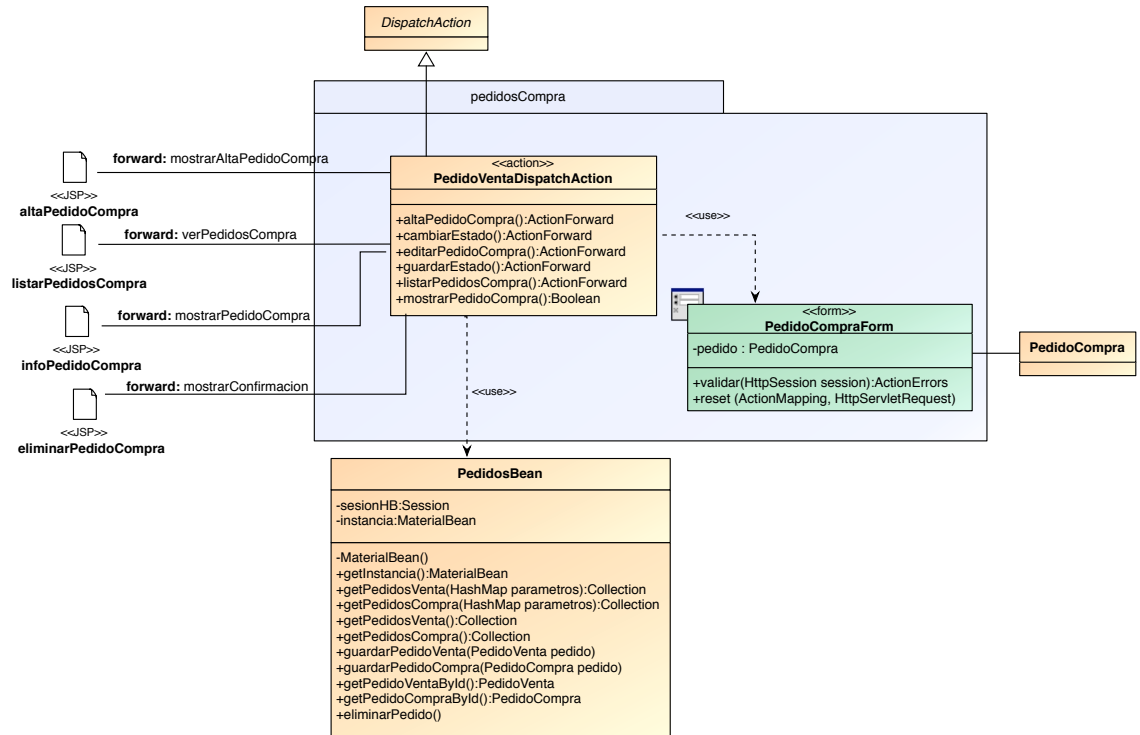 DispatchAction
pedidosCompra
forward: mostrarAltaPedidoCompra
<<JSP>>
altaPedidoCompra
forward: verPedidosCompra
<<JSP>>
listarPedidosCompra
forward: mostrarPedidoCompra
<<JSP>>
infoPedidoCompra
forward: mostrarConfirmacion
<<JSP>>
eliminarPedidoCompra
<<action>>
PedidoVentaDispatchAction
+altaPedidoCompra():ActionForward
+cambiarEstado():ActionForward
+editarPedidoCompra():ActionForward
+guardarEstado():ActionForward
+listarPedidosCompra():ActionForward
+mostrarPedidoCompra():Boolean
<<use>>
<<use>>
<<form>>
PedidoCompraForm
-pedido : PedidoCompra
+validar(HttpSession session):ActionErrors
+reset (ActionMapping, HttpServletRequest)
PedidoCompra
PedidosBean
-sesionHB:Session
-instancia:MaterialBean
-MaterialBean()
+getInstancia():MaterialBean
+getPedidosVenta(HashMap parametros):Collection
+getPedidosCompra(HashMap parametros):Collection
+getPedidosVenta():Collection
+getPedidosCompra():Collection
+guardarPedidoVenta(PedidoVenta pedido)
+guardarPedidoCompra(PedidoCompra pedido)
+getPedidoVentaById():PedidoVenta
+getPedidoCompraById():PedidoCompra
+eliminarPedido()